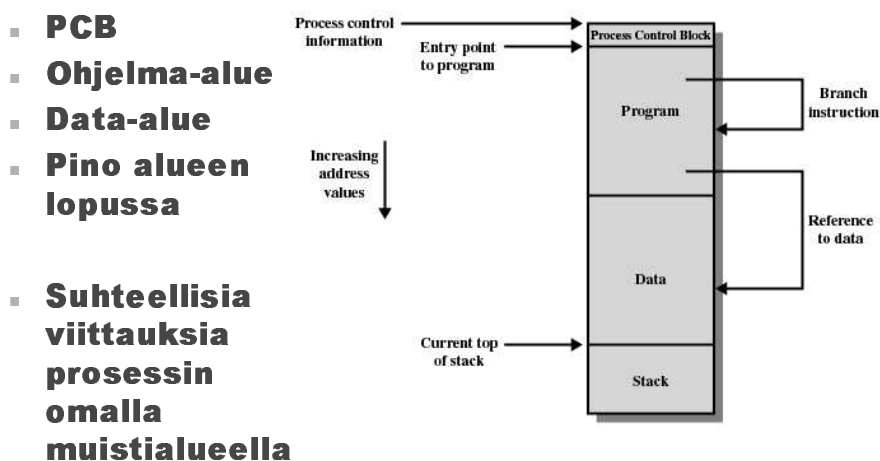 PCB
Ohjelma-alue
Data-alue
Pino alueen
lopussa
Suhteellisia
viittauksia
prosessin
omalla
muistialueella
Process control
information
Entry point
to program
Increasing
address
values
Current top
of stack
Process Control Block
Program
Data
Stack
Branch
instruction
Reference
to data